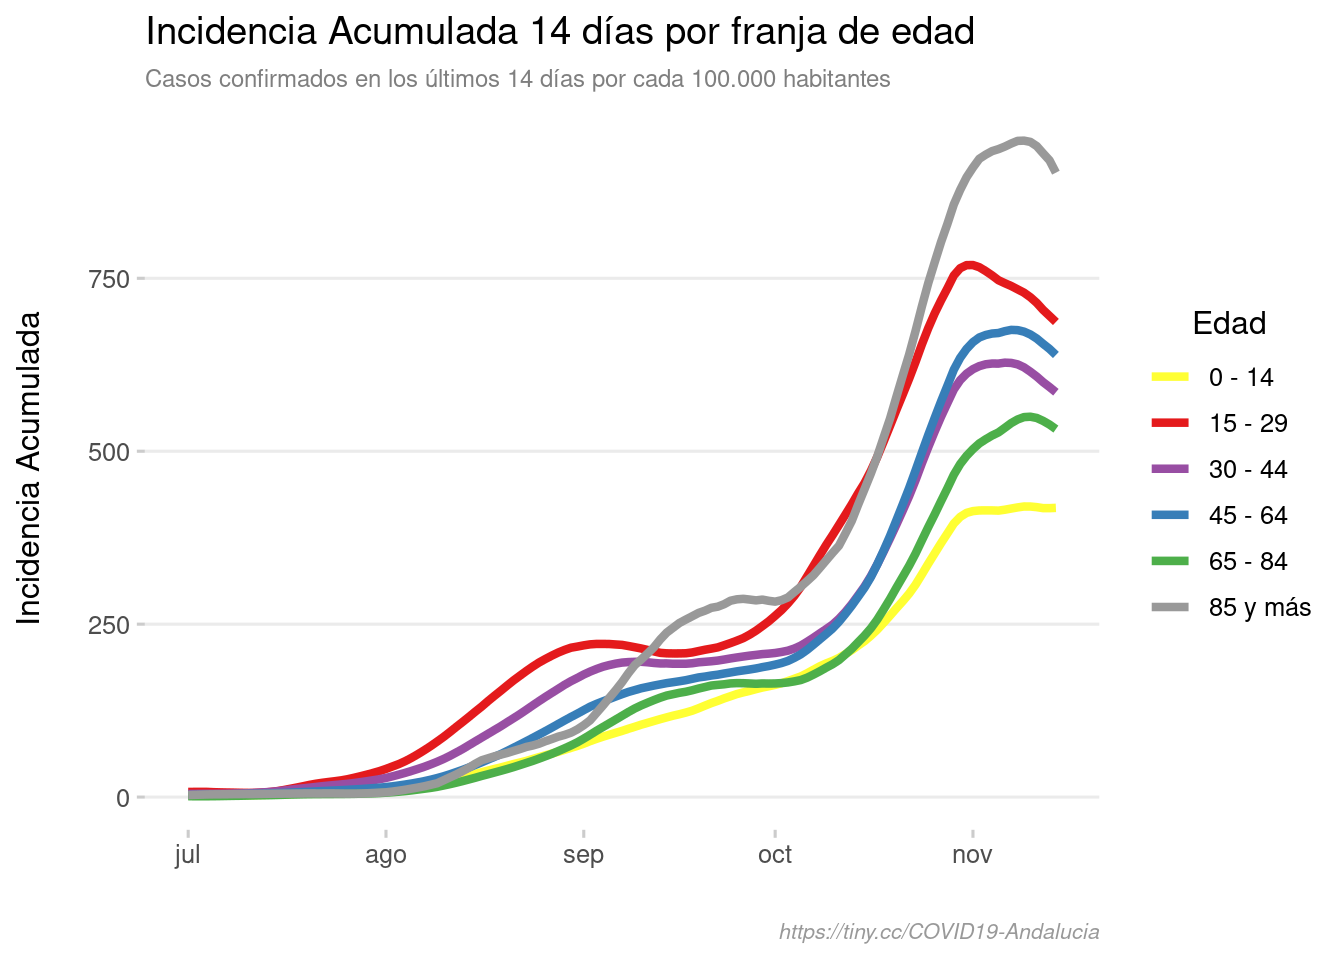 Incidencia Acumulada 14 días por franja de edad
Casos confirmados en los últimos 14 días por cada 100.000 habitantes
Incidencia Acumulada
750
500
250
0
jul
ago
sep
oct
nov
Edad
0 - 14
15 - 29
30 - 44
45 - 64
65 - 84
85 y más
https://tiny.cc/COVID19-Andalucia